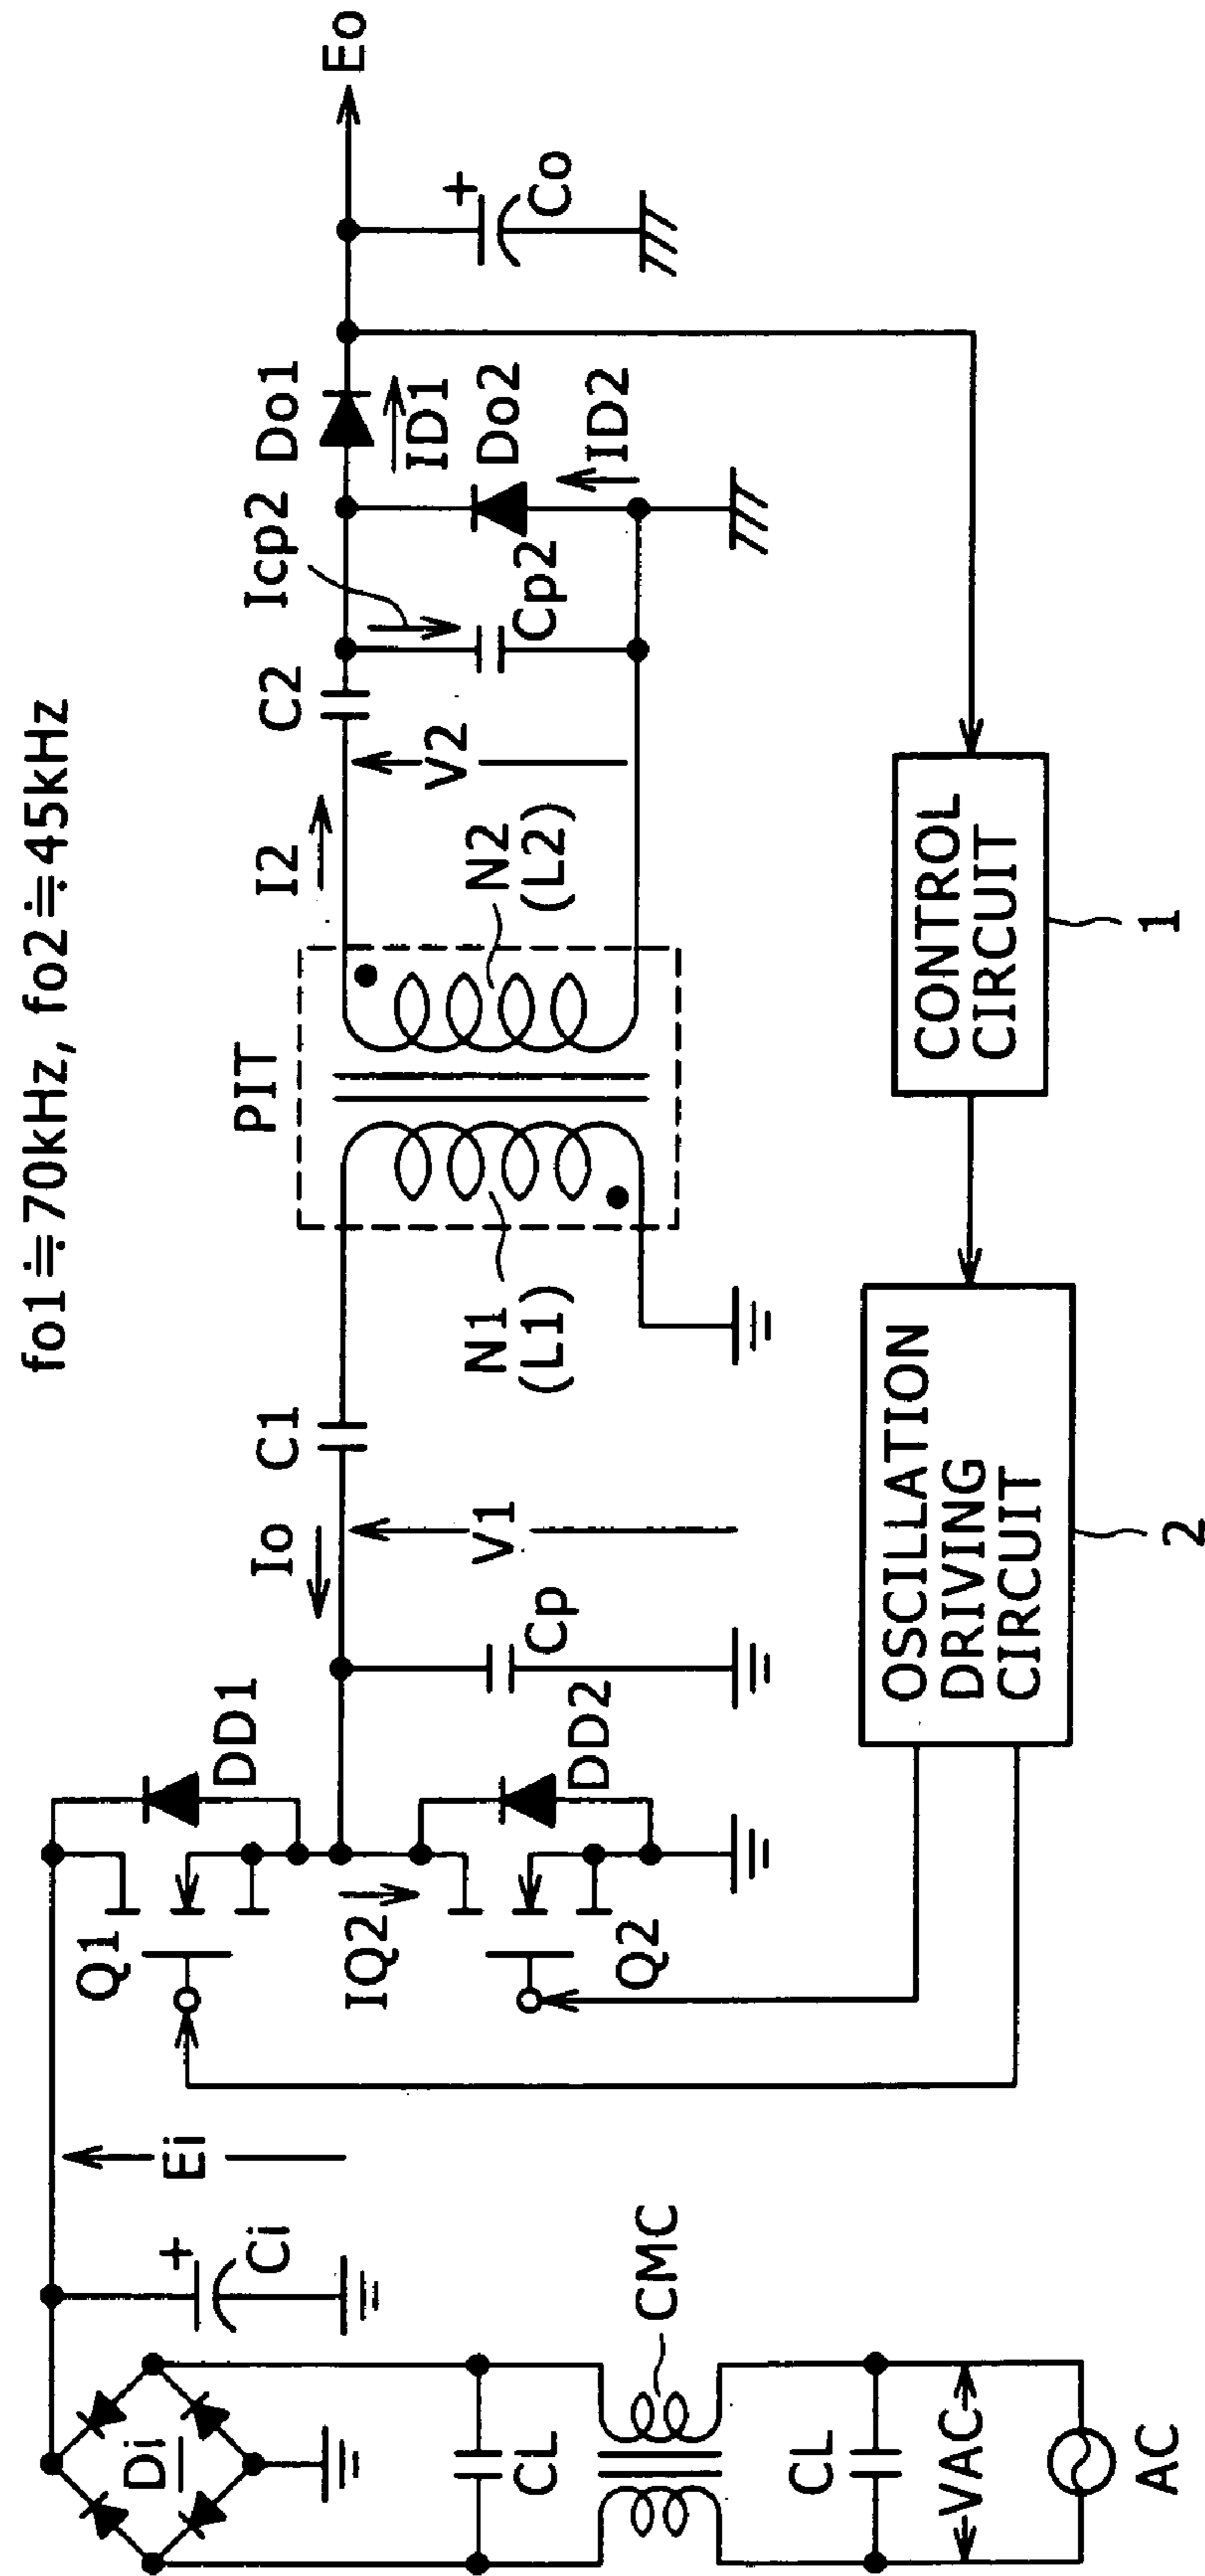 fo1≒70kHz, fo2≒45kHz
Di
Ci
+
Ei
CL
CMC
CL
VAC
AC
Q1
DD1
IQ2
Q2
DD2
Io
C1
V1
Cp
PIT
N1
(L1)
N2
(L2)
I2
C2
V2
Icp2
Cp2
Do1
ID1
Do2
ID2
+
Co
Eo
OSCILLATION
DRIVING
CIRCUIT
2
CONTROL
CIRCUIT
1